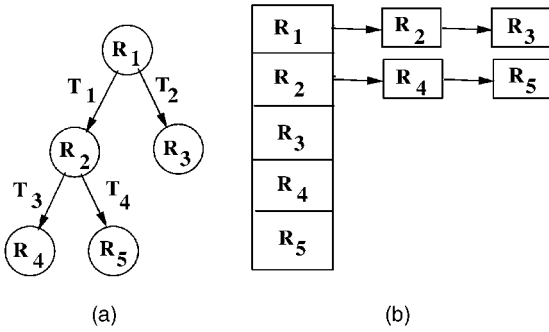 R1
T1 T2
R2 R3
T3 T4
R4 R5
(a)
R1 R2 R3
R2 R4 R5
R3
R4
R5
(b)